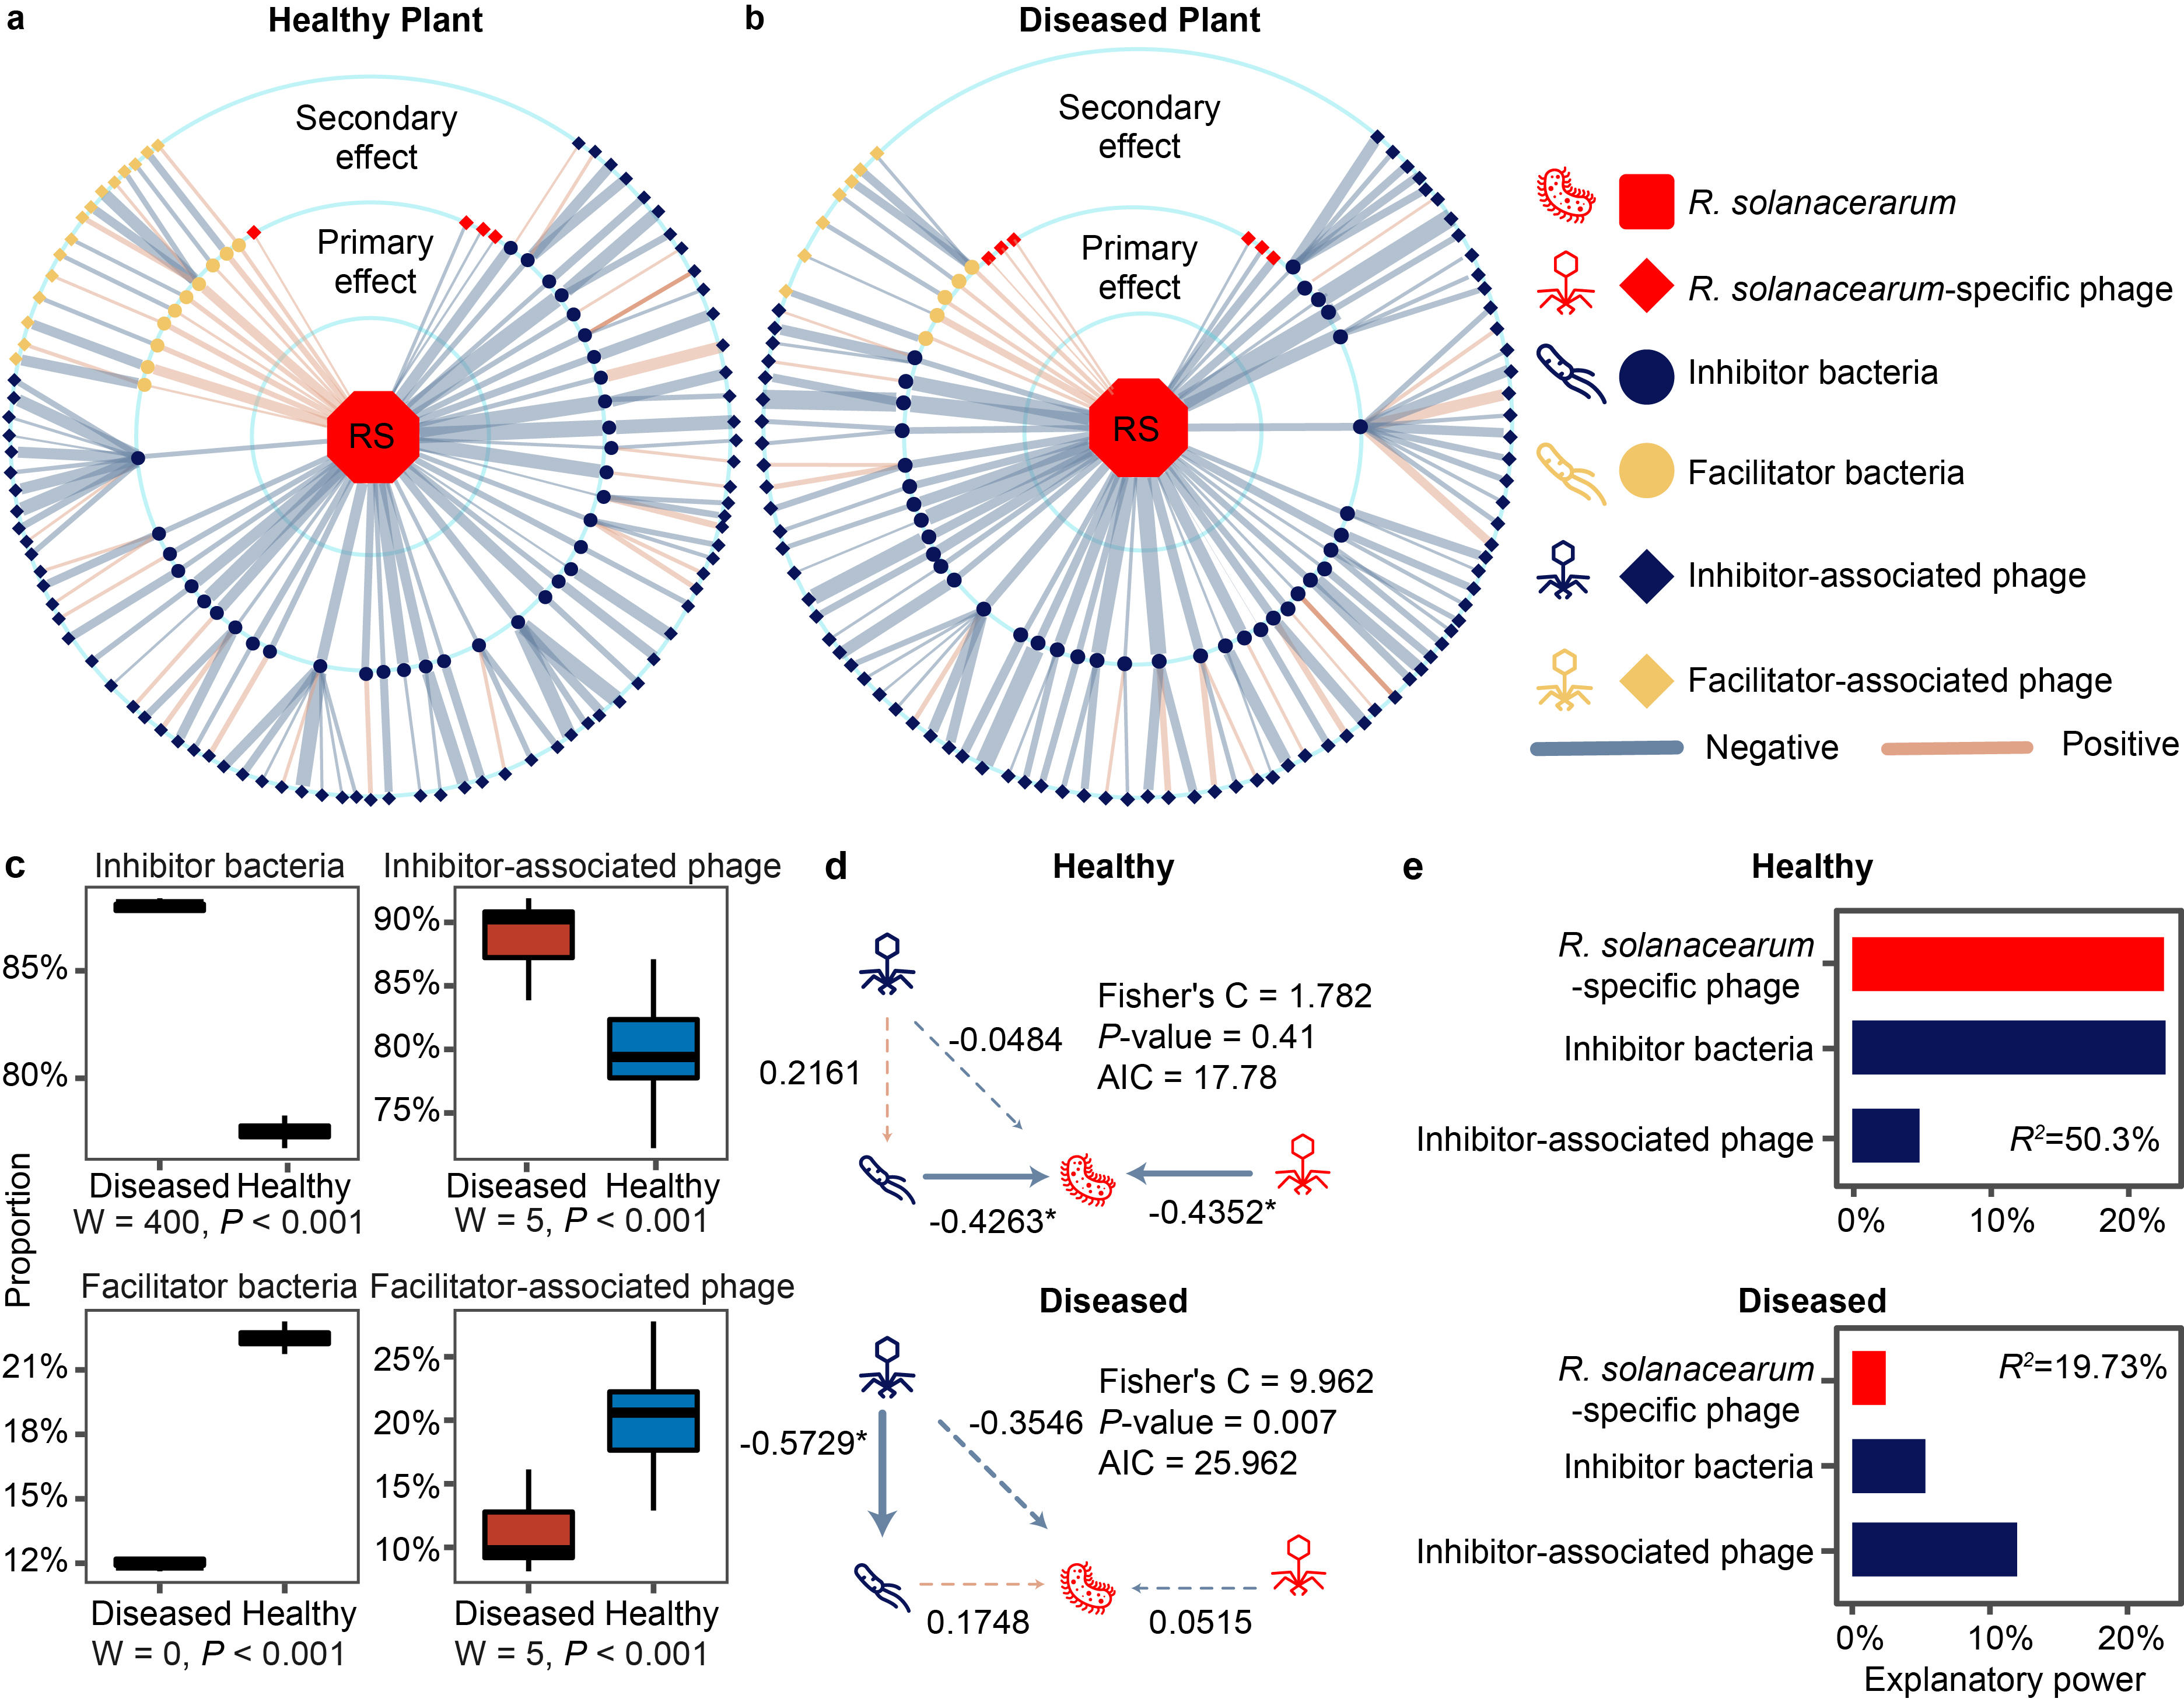 a
Healthy Plant
b
Diseased Plant
Secondary
effect
Primary
effect
RS
Secondary
effect
Primary
effect
RS
R. solanacerarum
R. solanacearum-specific phage
Inhibitor bacteria
Facilitator bacteria
Inhibitor-associated phage
Facilitator-associated phage
Negative
Positive
c
Proportion
Inhibitor bacteria
85%
80%
Diseased Healthy
W = 400, P < 0.001
Inhibitor-associated phage
90%
85%
80%
75%
Diseased Healthy
W = 5, P < 0.001
Facilitator bacteria
21%
18%
15%
12%
Diseased Healthy
W = 0, P < 0.001
Facilitator-associated phage
25%
20%
15%
10%
Diseased Healthy
W = 5, P < 0.001
d
Healthy
0.2161
-0.0484
Fisher's C = 1.782
P-value = 0.41
AIC = 17.78
-0.4263*
-0.4352*
Diseased
-0.5729*
-0.3546
Fisher's C = 9.962
P-value = 0.007
AIC = 25.962
0.1748
0.0515
e
Healthy
R. solanacearum
-specific phage
Inhibitor bacteria
Inhibitor-associated phage
R2=50.3%
0%
10%
20%
Diseased
R. solanacearum
-specific phage
R2=19.73%
Inhibitor bacteria
Inhibitor-associated phage
0%
10%
20%
Explanatory power